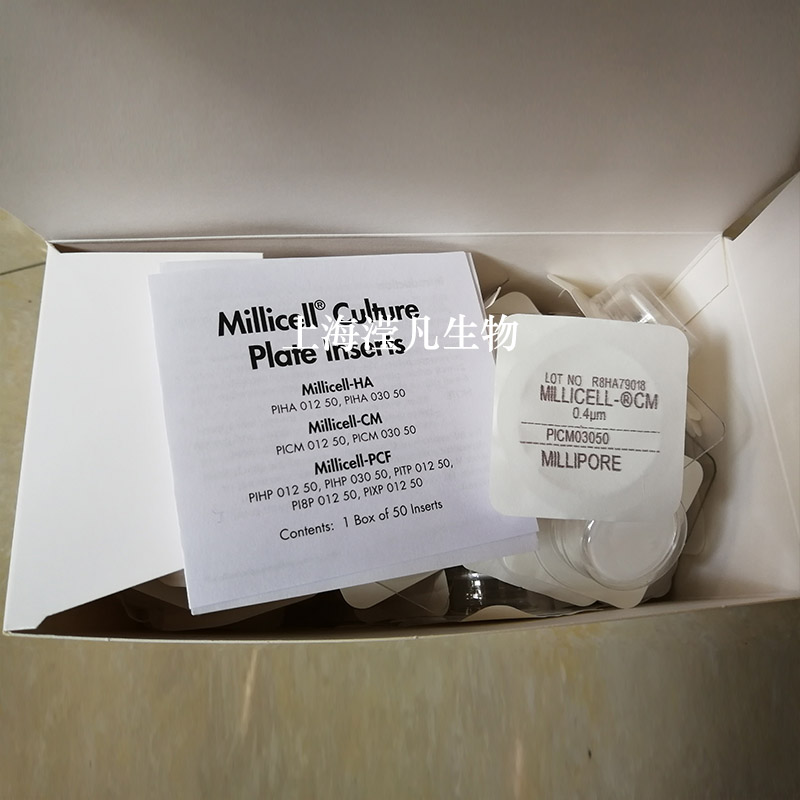 Millicell® Culture
Plate Inserts
Millicell-HA
PIHA 012 50, PIHA 030 50
Millicell-CM
PICM 012 50, PICM 030 50
Millicell-PCF
PIHP 012 50, PIHP 030 50, PITP 012 50,
PI8P 012 50, PIXP 012 50
Contents: 1 Box of 50 Inserts
上海滢凡生物
LOT NO R8HA79018
MILLICELL-®CM
0.4µm
PICM03050
MILLIPORE